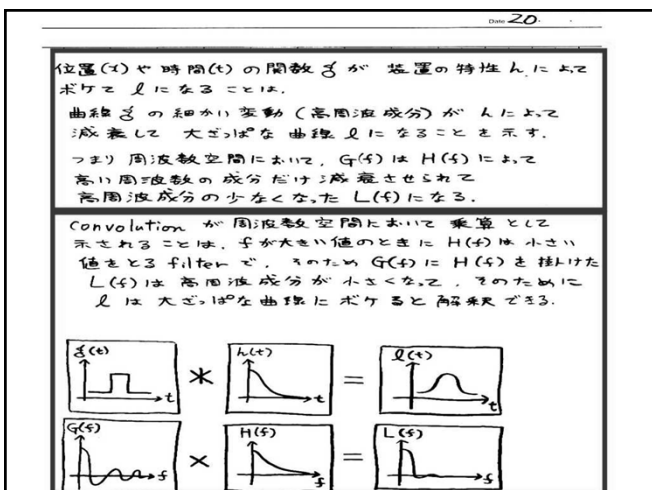 Date 20. .
位置(x)や時間(t)の関数gが 装置の特性hによって
ボケてlになることは、
曲線gの細かい変動(高周波成分)がhによって
減衰して 大ざっぱな曲線lになることを示す.
つまり 周波数空間において, G(f)はH(f)によって
高い周波数の成分だけ減衰させられて
高周波成分の少なくなったL(f)になる.
convolution が周波数空間において乗算として
示されることは, fが大きい値のときにH(f)は小さい
値をとるfilterで, そのためG(f)にH(f)を掛けた
L(f)は高周波成分が小さくなって, そのために
lは大ざっぱな曲線にボケると解釈できる.
g(t) t * h(t) t = l(t) t
G(f) f × H(f) f = L(f) f